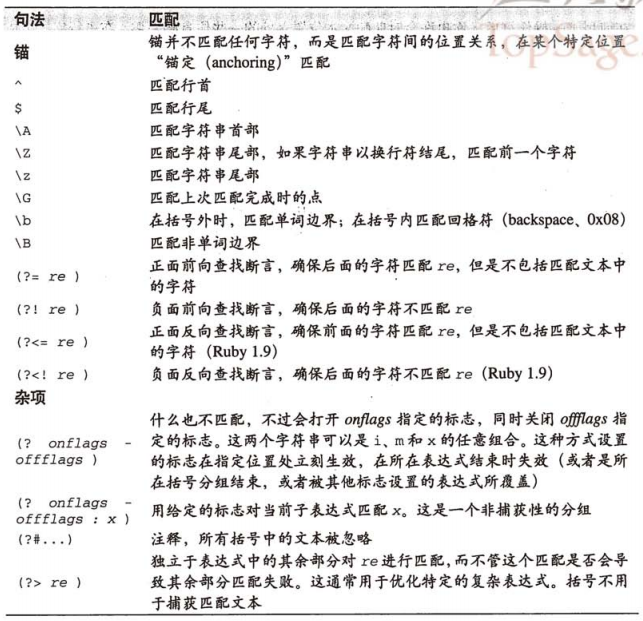 句法 匹配
锚 锚并不匹配任何字符，而是匹配字符间的位置关系，在某个特定位置
“锚定（anchoring）”匹配
^ 匹配行首
$ 匹配行尾
\A 匹配字符串首部
\Z 匹配字符串尾部，如果字符串以换行符结尾，匹配前一个字符
\z 匹配字符串尾部
\G 匹配上次匹配完成时的点
\b 在括号外时，匹配单词边界；在括号内匹配回格符（backspace、0x08）
\B 匹配非单词边界
(?= re ) 正面前向查找断言，确保后面的字符匹配 re，但是不包括匹配文本中
的字符
(?! re ) 负面前向查找断言，确保后面的字符不匹配 re
(?<= re ) 正面反向查找断言，确保前面的字符匹配 re，但是不包括匹配文本中
的字符（Ruby 1.9）
(?<! re ) 负面反向查找断言，确保后面的字符不匹配 re（Ruby 1.9）
杂项
(? onflags - offflags ) 什么也不匹配，不过会打开 onflags 指定的标志，同时关闭 offflags 指
定的标志。这两个字符串可以是 i、m 和 x 的任意组合。这种方式设置
的标志在指定位置处立刻生效，在所在表达式结束时失效（或者是所
在括号分组结束，或者被其他标志设置的表达式所覆盖）
(? onflags - offflags : x ) 用给定的标志对当前子表达式匹配 x。这是一个非捕获性的分组
(?#...) 注释，所有括号中的文本被忽略
(?> re ) 独立于表达式中的其余部分对 re 进行匹配，而不管这个匹配是否会导
致其余部分匹配失败。这通常用于优化特定的复杂表达式。括号不用
于捕获匹配文本
TopSage